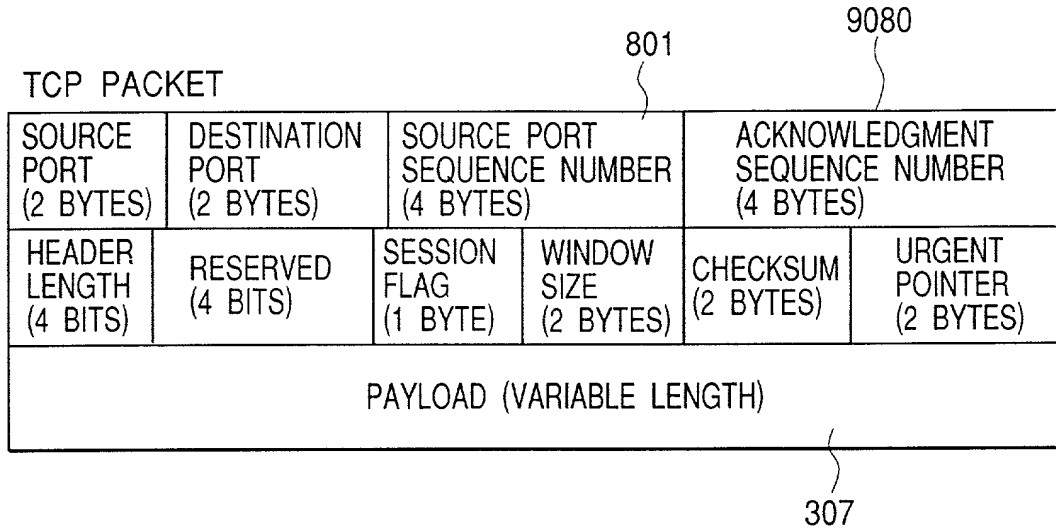 9080
801
TCP PACKET
SOURCE PORT (2 BYTES)
DESTINATION PORT (2 BYTES)
SOURCE PORT SEQUENCE NUMBER (4 BYTES)
ACKNOWLEDGMENT SEQUENCE NUMBER (4 BYTES)
HEADER LENGTH (4 BITS)
RESERVED (4 BITS)
SESSION FLAG (1 BYTE)
WINDOW SIZE (2 BYTES)
CHECKSUM (2 BYTES)
URGENT POINTER (2 BYTES)
PAYLOAD (VARIABLE LENGTH)
307